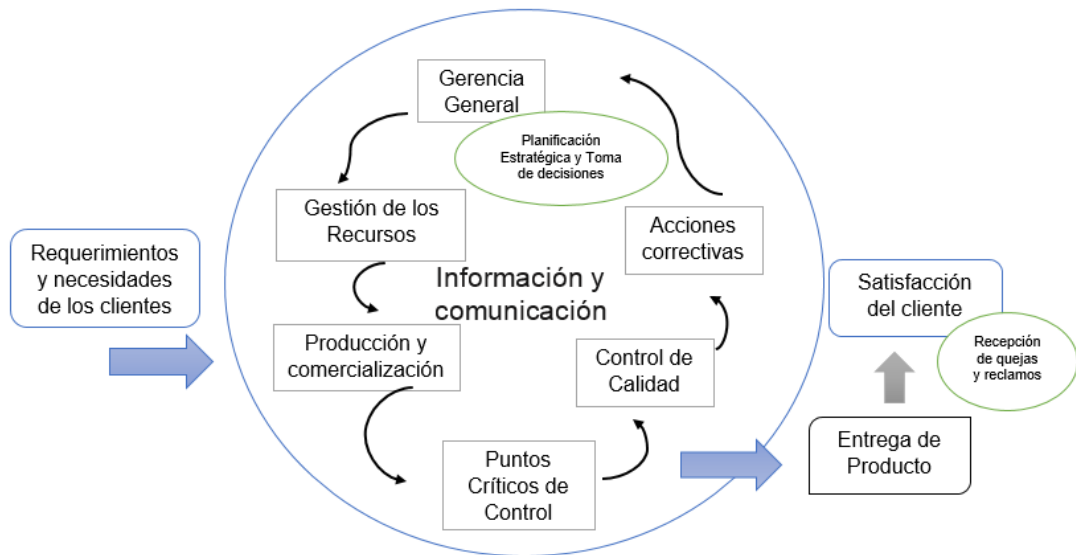 Gerencia
General
Planificación
Estratégica y Toma
de decisiones
Gestión de los
Recursos
Acciones
correctivas
Requerimientos
y necesidades
de los clientes
Información y
comunicación
Satisfacción
del cliente
Recepción
de quejas
y reclamos
Producción y
comercialización
Control de
Calidad
Entrega de
Producto
Puntos
Críticos de
Control